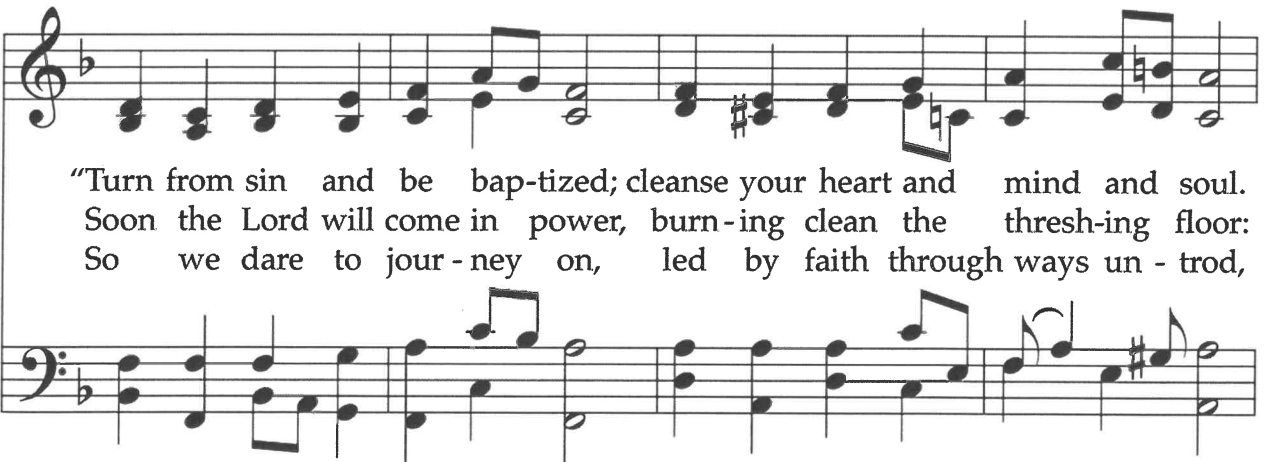 “Turn from sin and be bap-tized; cleanse your heart and mind and soul.
Soon the Lord will come in power, burn-ing clean the thresh-ing floor:
So we dare to jour-ney on, led by faith through ways un-trod,